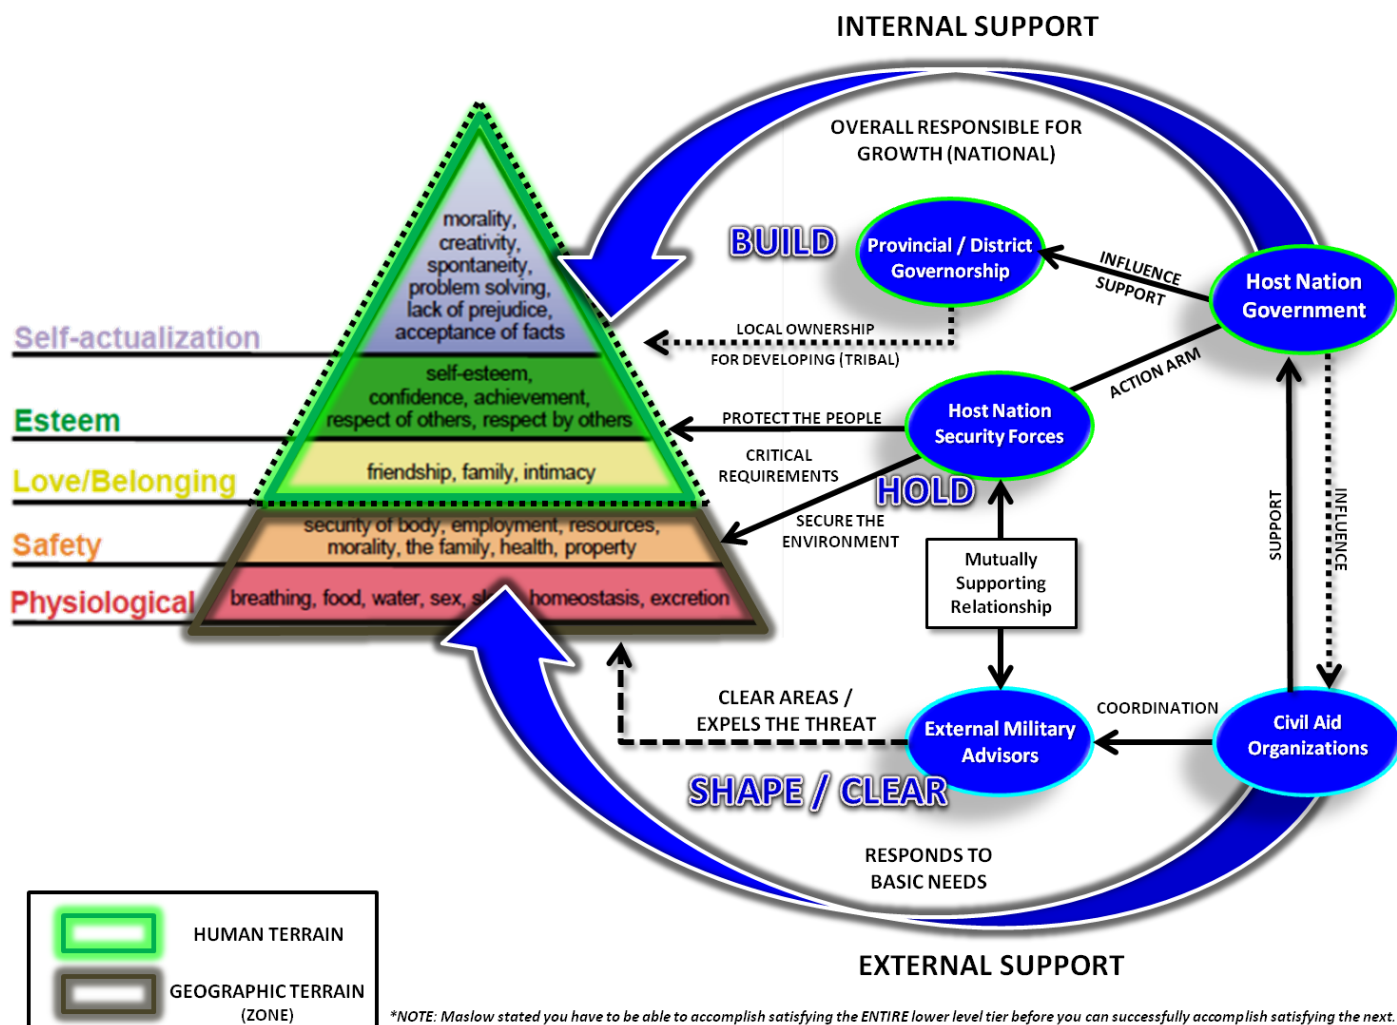 INTERNAL SUPPORT
OVERALL RESPONSIBLE FOR
GROWTH (NATIONAL)
BUILD
Provincial / District
Governorship
INFLUENCE
SUPPORT
Host Nation
Government
morality,
creativity,
spontaneity,
problem solving,
lack of prejudice,
acceptance of facts
Self-actualization
LOCAL OWNERSHIP
FOR DEVELOPING (TRIBAL)
ACTION ARM
self-esteem,
confidence, achievement,
respect of others, respect by others
Esteem
PROTECT THE PEOPLE
Host Nation
Security Forces
CRITICAL
REQUIREMENTS
HOLD
friendship, family, intimacy
Love/Belonging
SECURE THE
ENVIRONMENT
security of body, employment, resources,
morality, the family, health, property
Safety
Mutually
Supporting
Relationship
SUPPORT
INFLUENCE
Physiological
breathing, food, water, sex, homeostasis, excretion
CLEAR AREAS /
EXPELS THE THREAT
External Military
Advisors
COORDINATION
Civil Aid
Organizations
SHAPE / CLEAR
RESPONDS TO
BASIC NEEDS
EXTERNAL SUPPORT
HUMAN TERRAIN
GEOGRAPHIC TERRAIN
(ZONE)
*NOTE: Maslow stated you have to be able to accomplish satisfying the ENTIRE lower level tier before you can successfully accomplish satisfying the next.